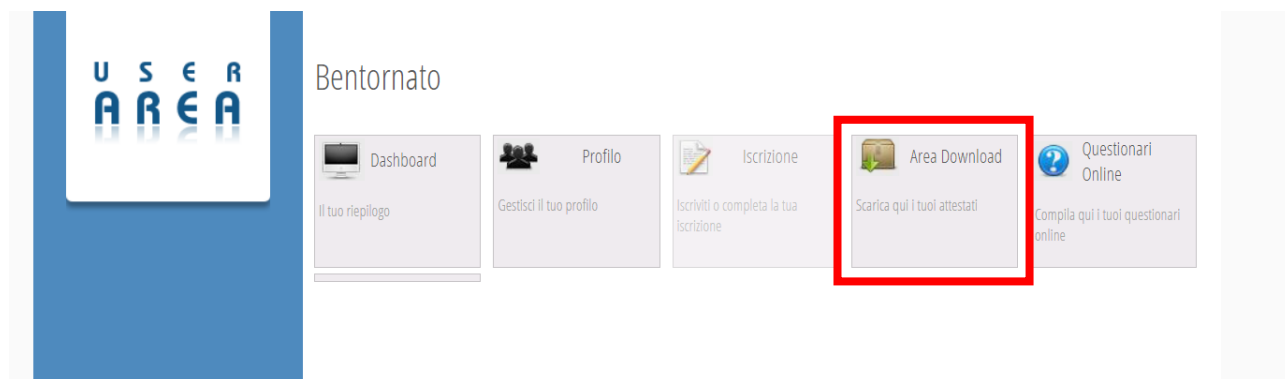 USER
AREA
Bentornato
Dashboard
Il tuo riepilogo
Profilo
Gestisci il tuo profilo
Iscrizione
Iscriviti o completa la tua
iscrizione
Area Download
Scarica qui i tuoi attestati
Questionari
Online
Compila qui i tuoi questionari
online